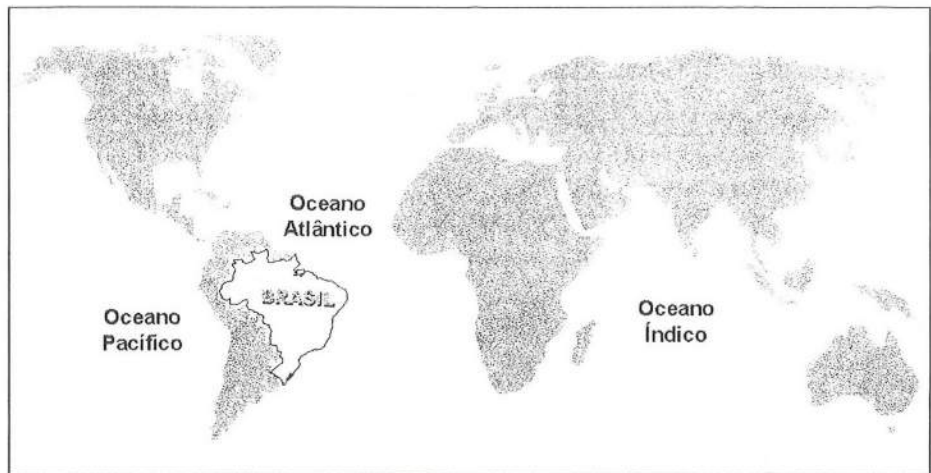 Oceano
Atlântico
BRASIL
Oceano
Pacífico
Oceano
Índico